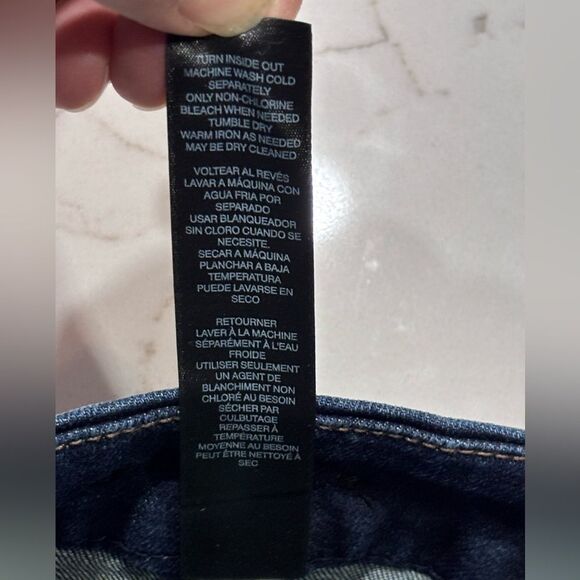 TURN INSIDE OUT
MACHINE WASH COLD
SEPARATELY
ONLY NON-CHLORINE
BLEACH WHEN NEEDED
TUMBLE DRY
WARM IRON AS NEEDED
MAY BE DRY CLEANED
VOLTEAR AL REVÉS
LAVAR A MÁQUINA CON
AGUA FRIA POR
SEPARADO
USAR BLANQUEADOR
SIN CLORO CUANDO SE
NECESITE.
SECAR A MÁQUINA
PLANCHAR A BAJA
TEMPERATURA
PUEDE LAVARSE EN
SECO
RETOURNER
LAVER À LA MACHINE
SÉPARÉMENT À L'EAU
FROIDE
UTILISER SEULEMENT
UN AGENT DE
BLANCHIMENT NON
CHLORÉ AU BESOIN
SÉCHER PAR
CULBUTAGE
REPASSER À
TEMPÉRATURE
MOYENNE AU BESOIN
PEUT ÊTRE NETTOYÉ À
SEC